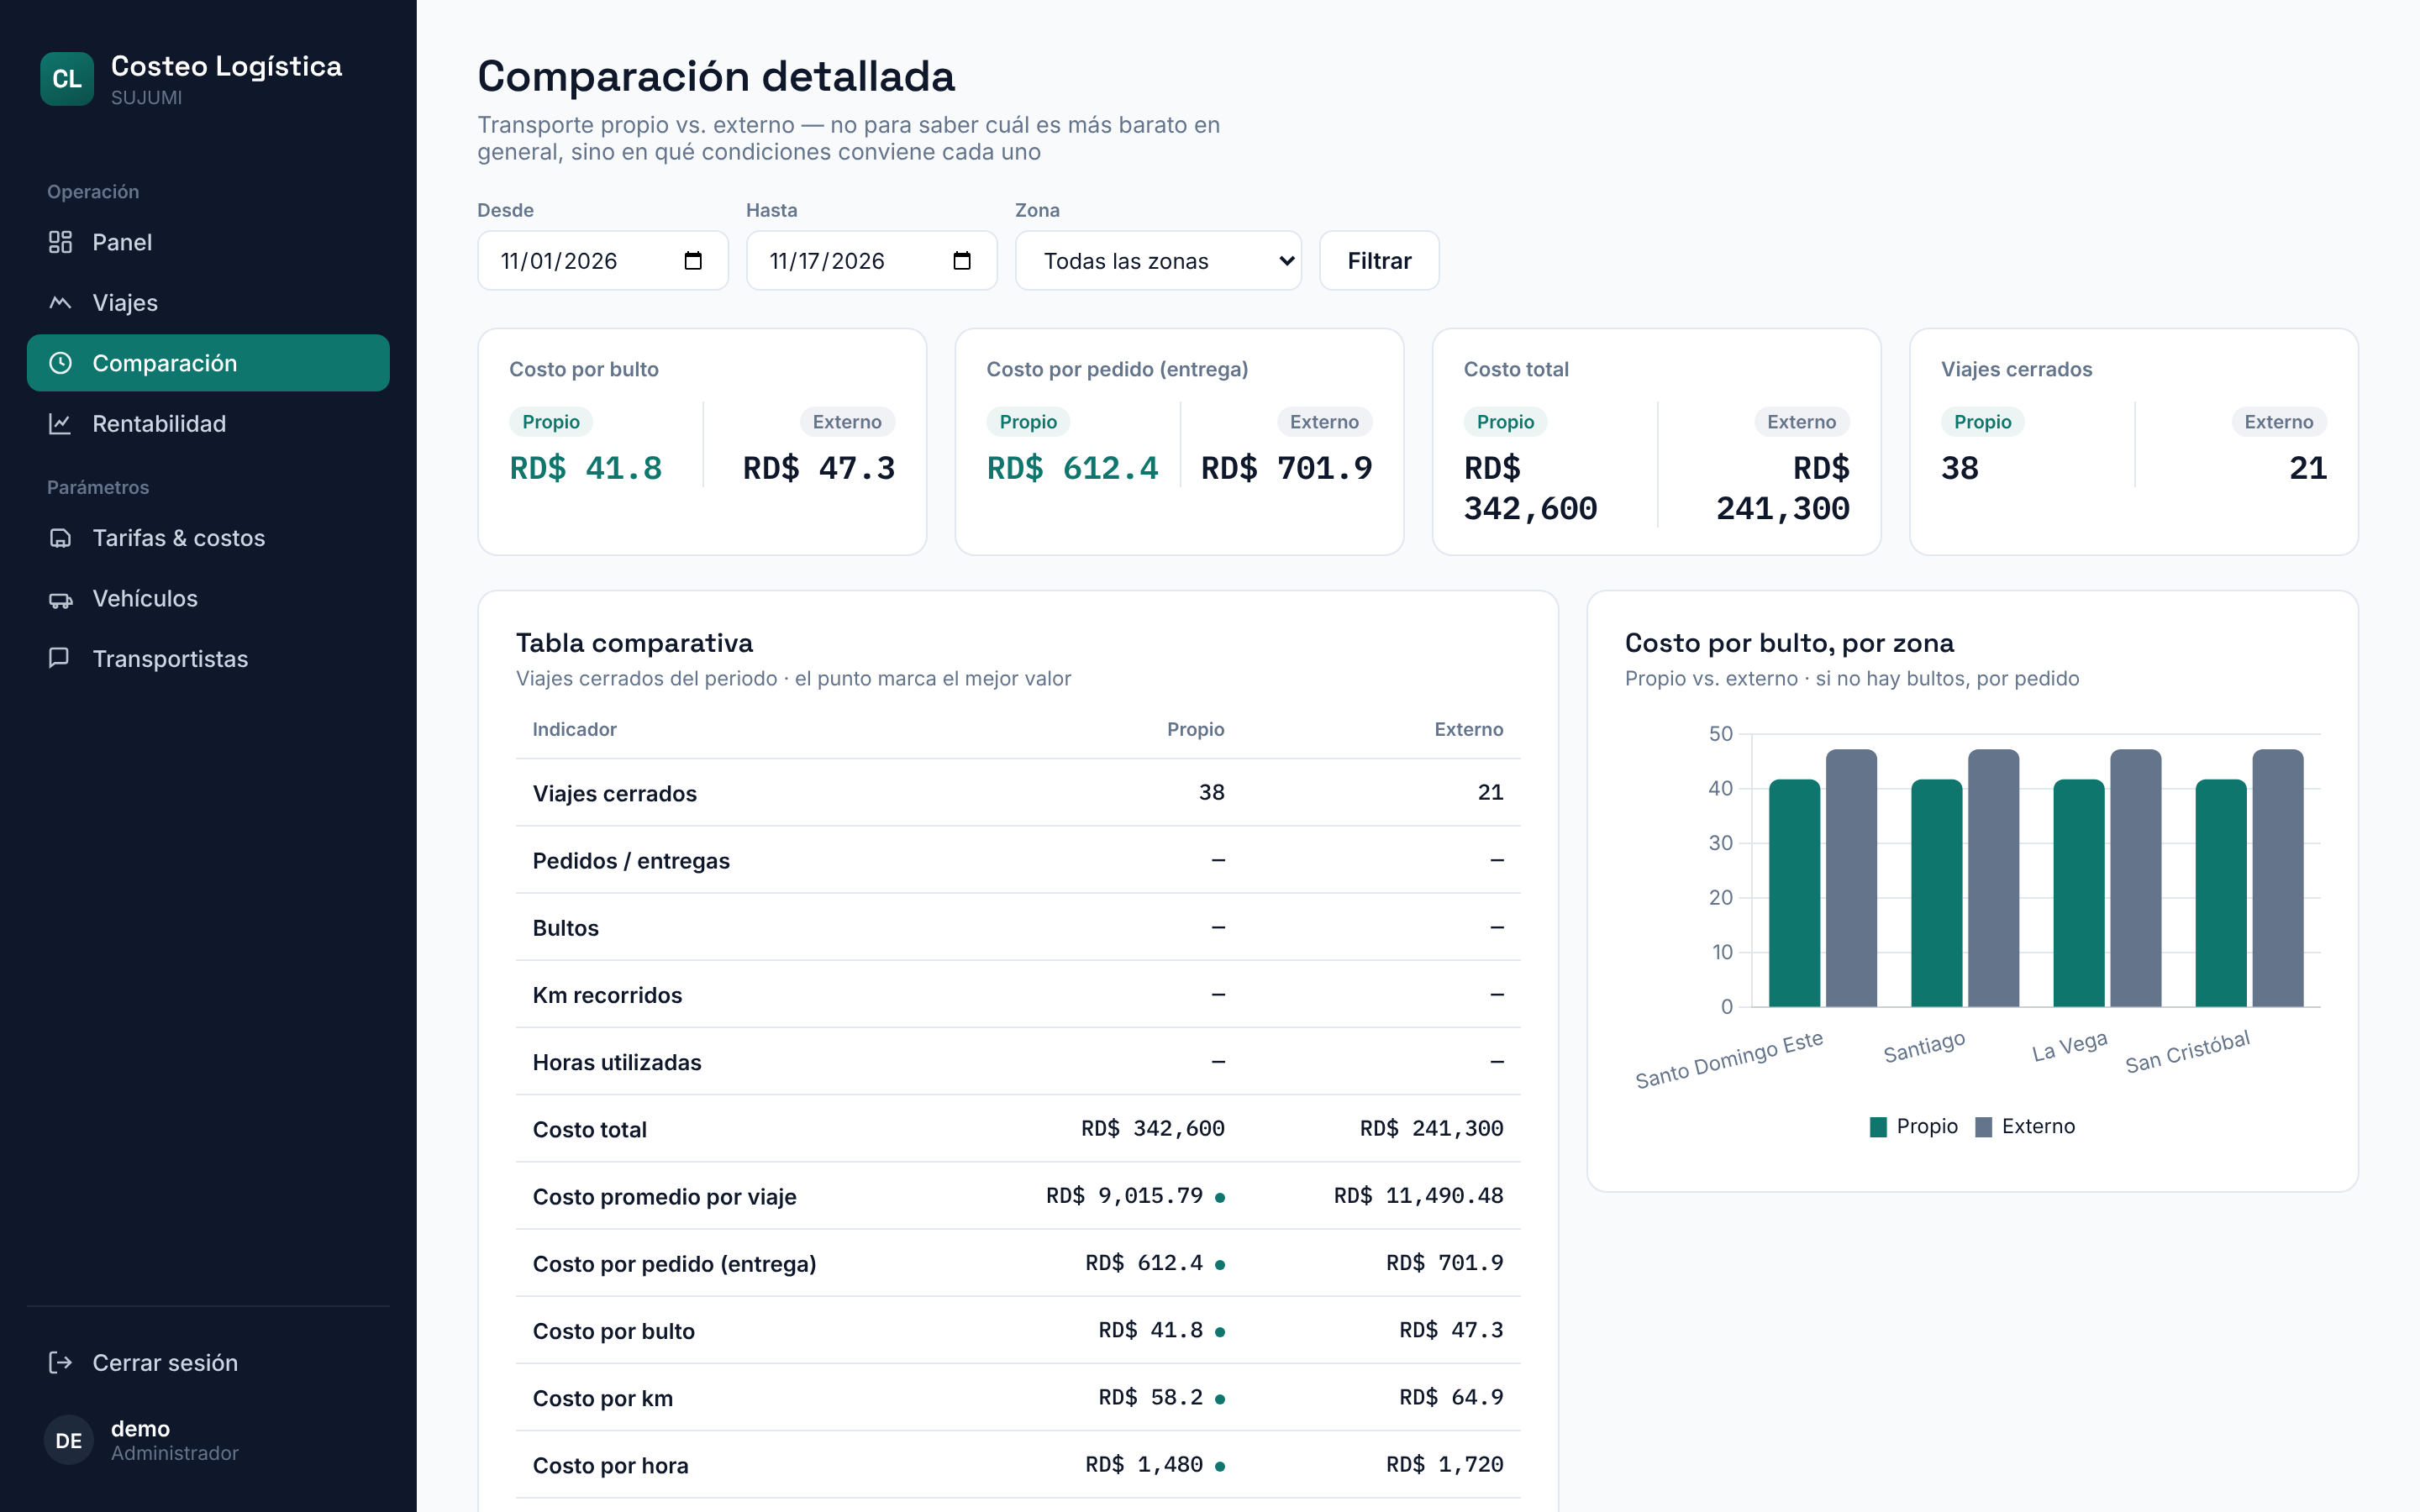 CL
Costeo Logística
SUJUMI
Operación
Panel
Viajes
Comparación
Rentabilidad
Parámetros
Tarifas & costos
Vehículos
Transportistas
Cerrar sesión
DE
demo
Administrador
Comparación detallada
Transporte propio vs. externo — no para saber cuál es más barato en
general, sino en qué condiciones conviene cada uno
Desde Hasta Zona
11/01/2026 11/17/2026 Todas las zonas Filtrar
Costo por bulto
Propio Externo
RD$ 41.8 RD$ 47.3
Costo por pedido (entrega)
Propio Externo
RD$ 612.4 RD$ 701.9
Costo total
Propio Externo
RD$ RD$
342,600 241,300
Viajes cerrados
Propio Externo
38 21
Tabla comparativa
Viajes cerrados del periodo · el punto marca el mejor valor
Indicador Propio Externo
Viajes cerrados 38 21
Pedidos / entregas — —
Bultos — —
Km recorridos — —
Horas utilizadas — —
Costo total RD$ 342,600 RD$ 241,300
Costo promedio por viaje RD$ 9,015.79 ● RD$ 11,490.48
Costo por pedido (entrega) RD$ 612.4 ● RD$ 701.9
Costo por bulto RD$ 41.8 ● RD$ 47.3
Costo por km RD$ 58.2 ● RD$ 64.9
Costo por hora RD$ 1,480 ● RD$ 1,720
Costo por bulto, por zona
Propio vs. externo · si no hay bultos, por pedido
50
40
30
20
10
0
Santo Domingo Este Santiago La Vega San Cristóbal
Propio Externo